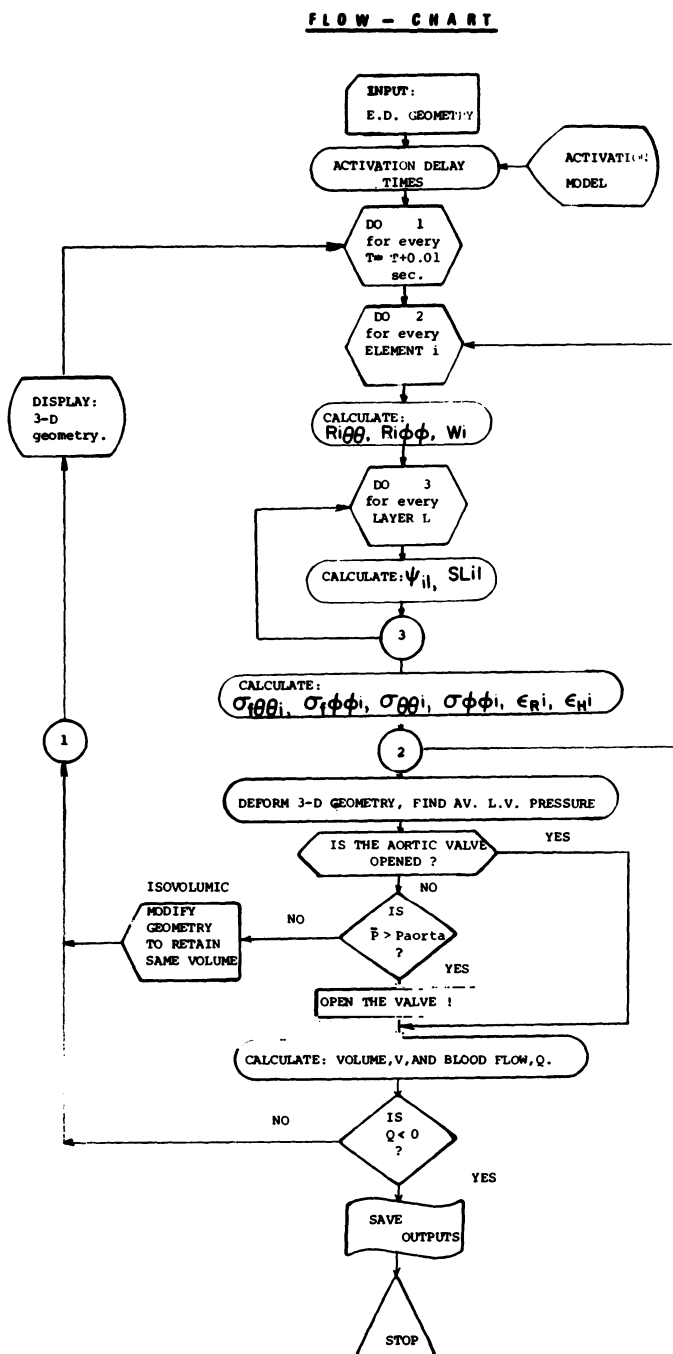 FLOW - CHART
INPUT:
E.D. GEOMETRY
ACTIVATION DELAY
TIMES
ACTIVATION
MODEL
DO 1
for every
T= T+0.01
sec.
DO 2
for every
ELEMENT i
DISPLAY:
3-D
geometry.
CALCULATE:
Riθθ, Riϕϕ, Wi
DO 3
for every
LAYER L
CALCULATE: ψil, SLil
3
CALCULATE:
σfθθi, σfϕϕi, σθθi, σϕϕi, ϵRi, ϵHi
1
2
DEFORM 3-D GEOMETRY, FIND AV. L.V. PRESSURE
IS THE AORTIC VALVE
OPENED ?
YES
NO
ISOVOLUMIC
MODIFY
GEOMETRY
TO RETAIN
SAME VOLUME
NO
IS
P̄ > Paorta
?
YES
OPEN THE VALVE !
CALCULATE: VOLUME,V,AND BLOOD FLOW,Q.
NO
IS
Q < 0
?
YES
SAVE
OUTPUTS
STOP